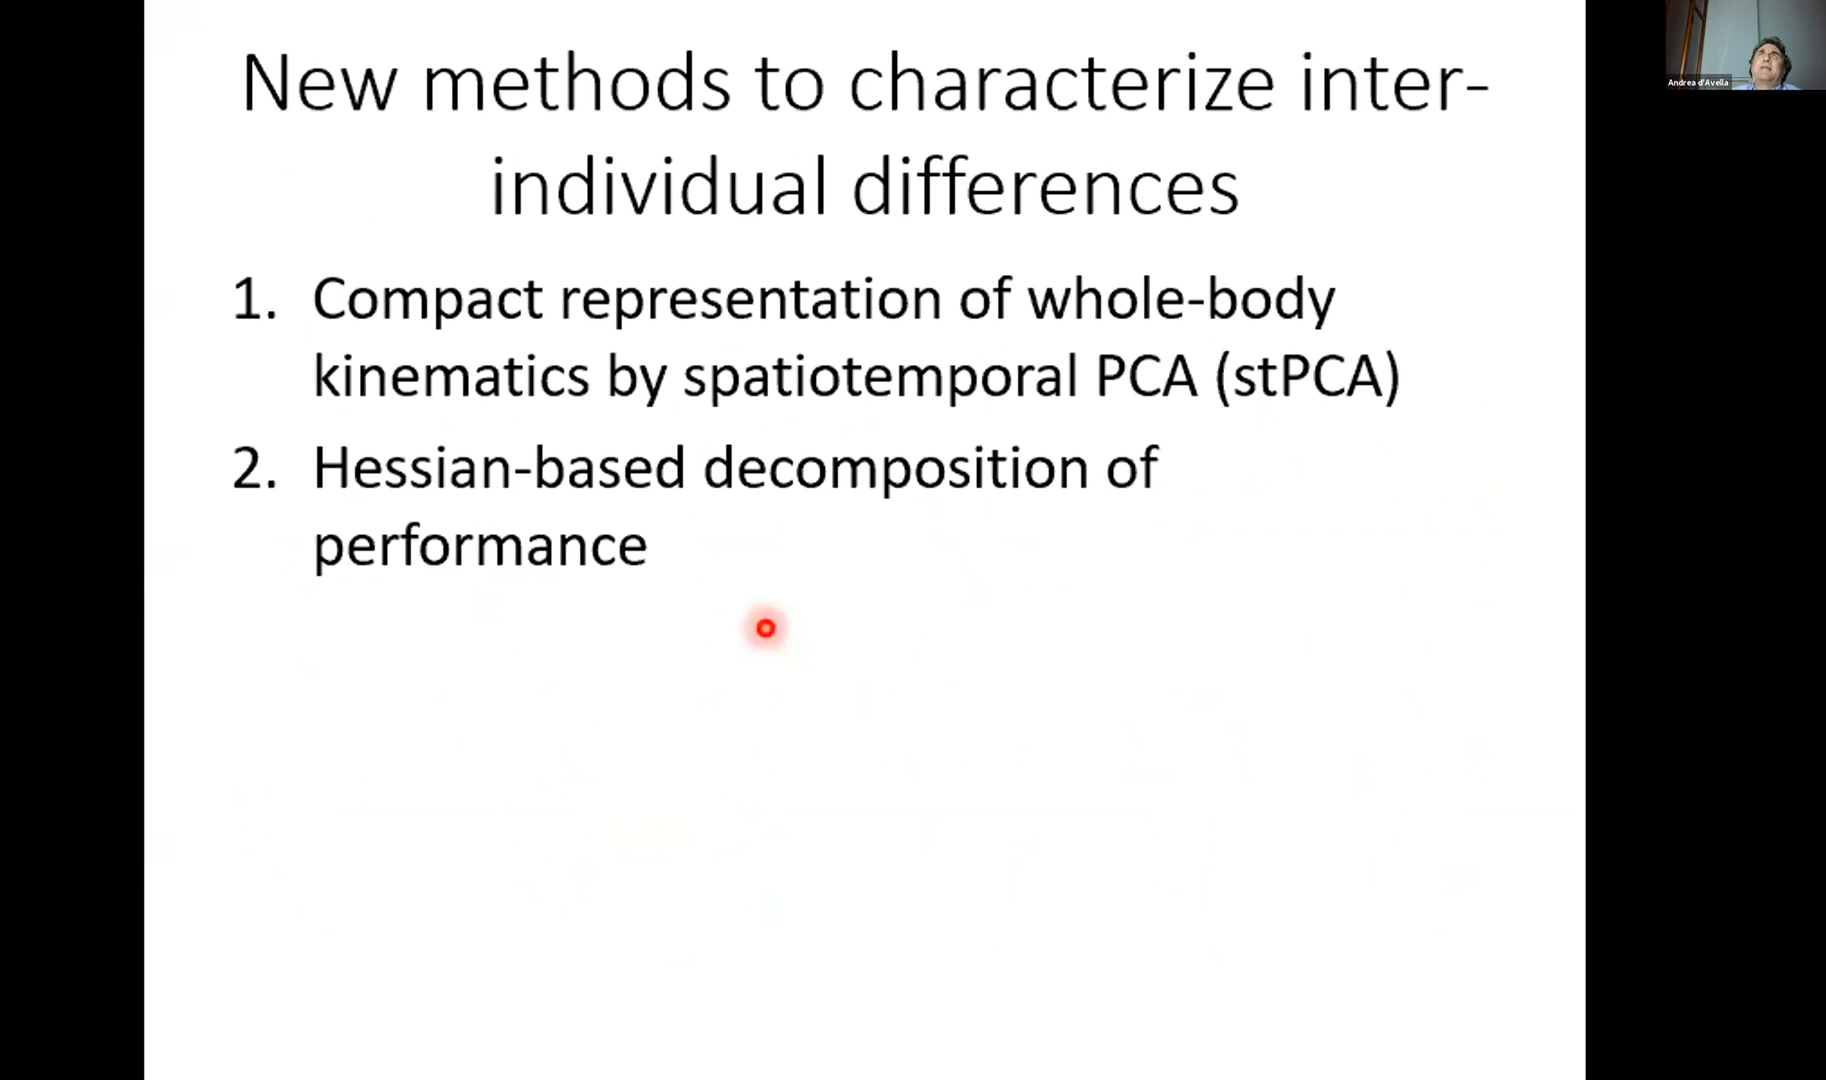 New methods to characterize inter-
individual differences
1. Compact representation of whole-body
kinematics by spatiotemporal PCA (stPCA)
2. Hessian-based decomposition of
performance
Andrea d'Avella